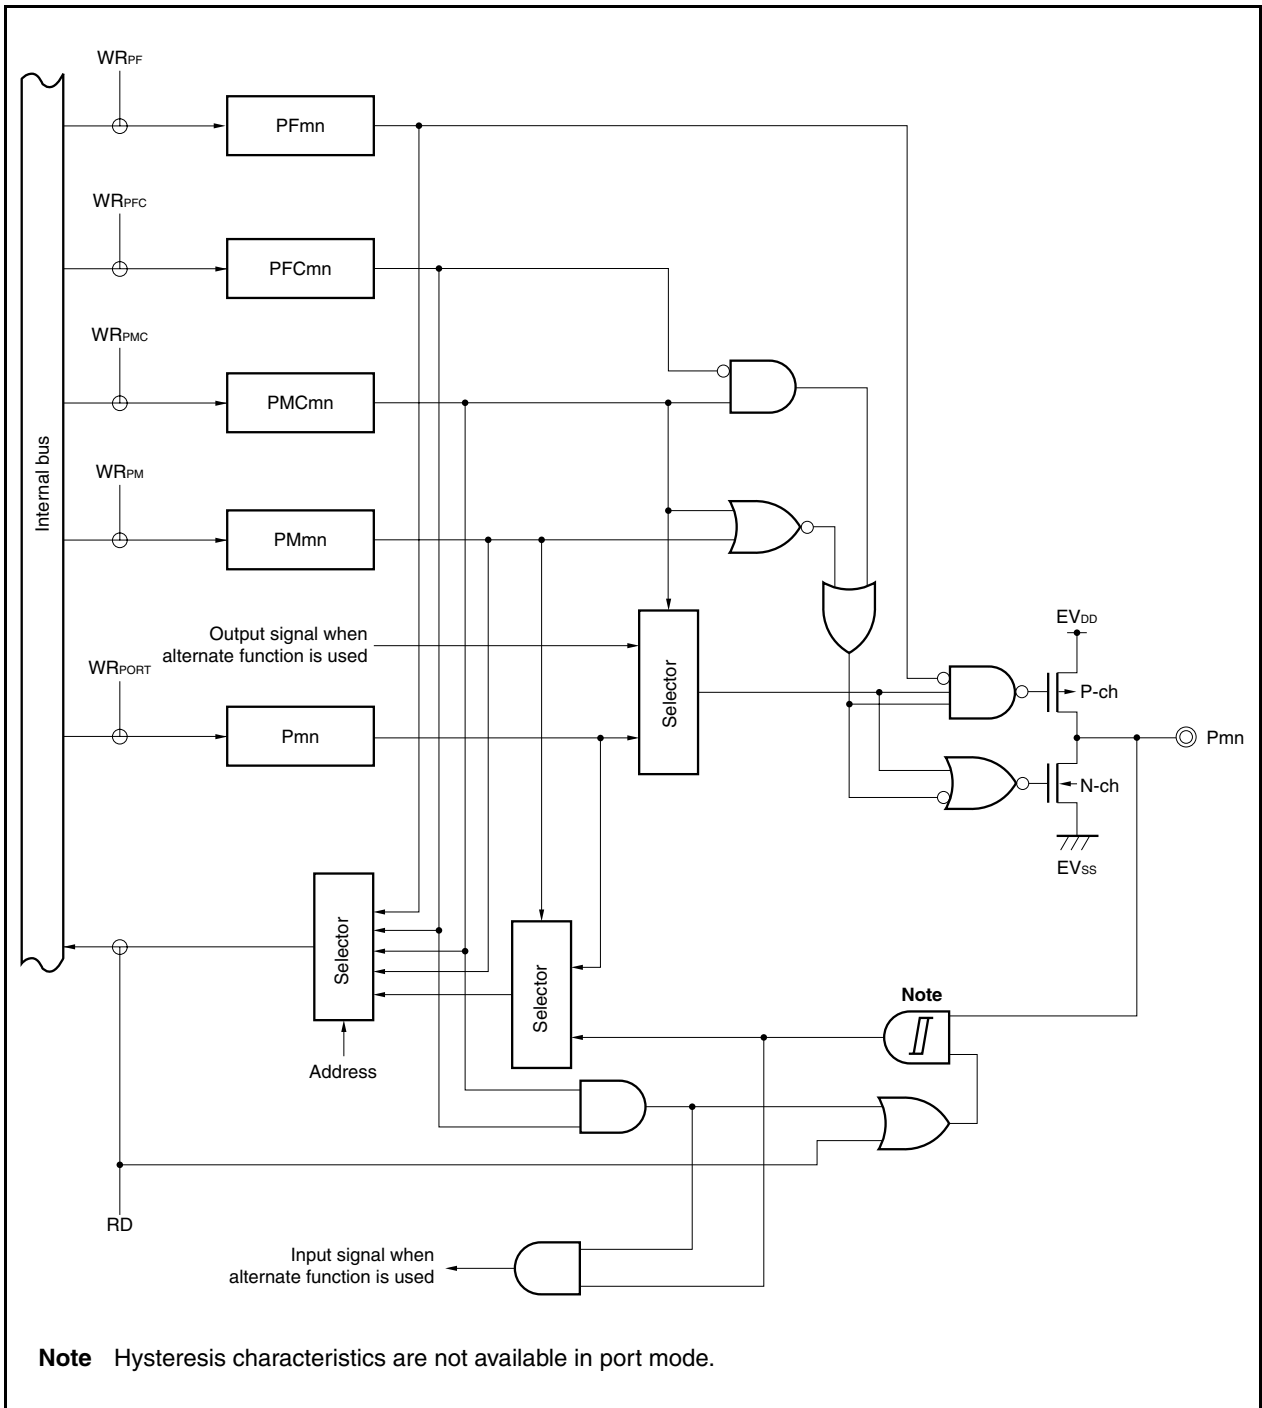 WRPF
PFmn
WRPFC
PFCmn
WRPMC
PMCmn
Internal bus
WRPM
PMmn
Output signal when
alternate function is used
WRPORT
Pmn
Selector
EVDD
P-ch
Pmn
N-ch
EVSS
Selector
Selector
Note
Address
RD
Input signal when
alternate function is used
Note Hysteresis characteristics are not available in port mode.